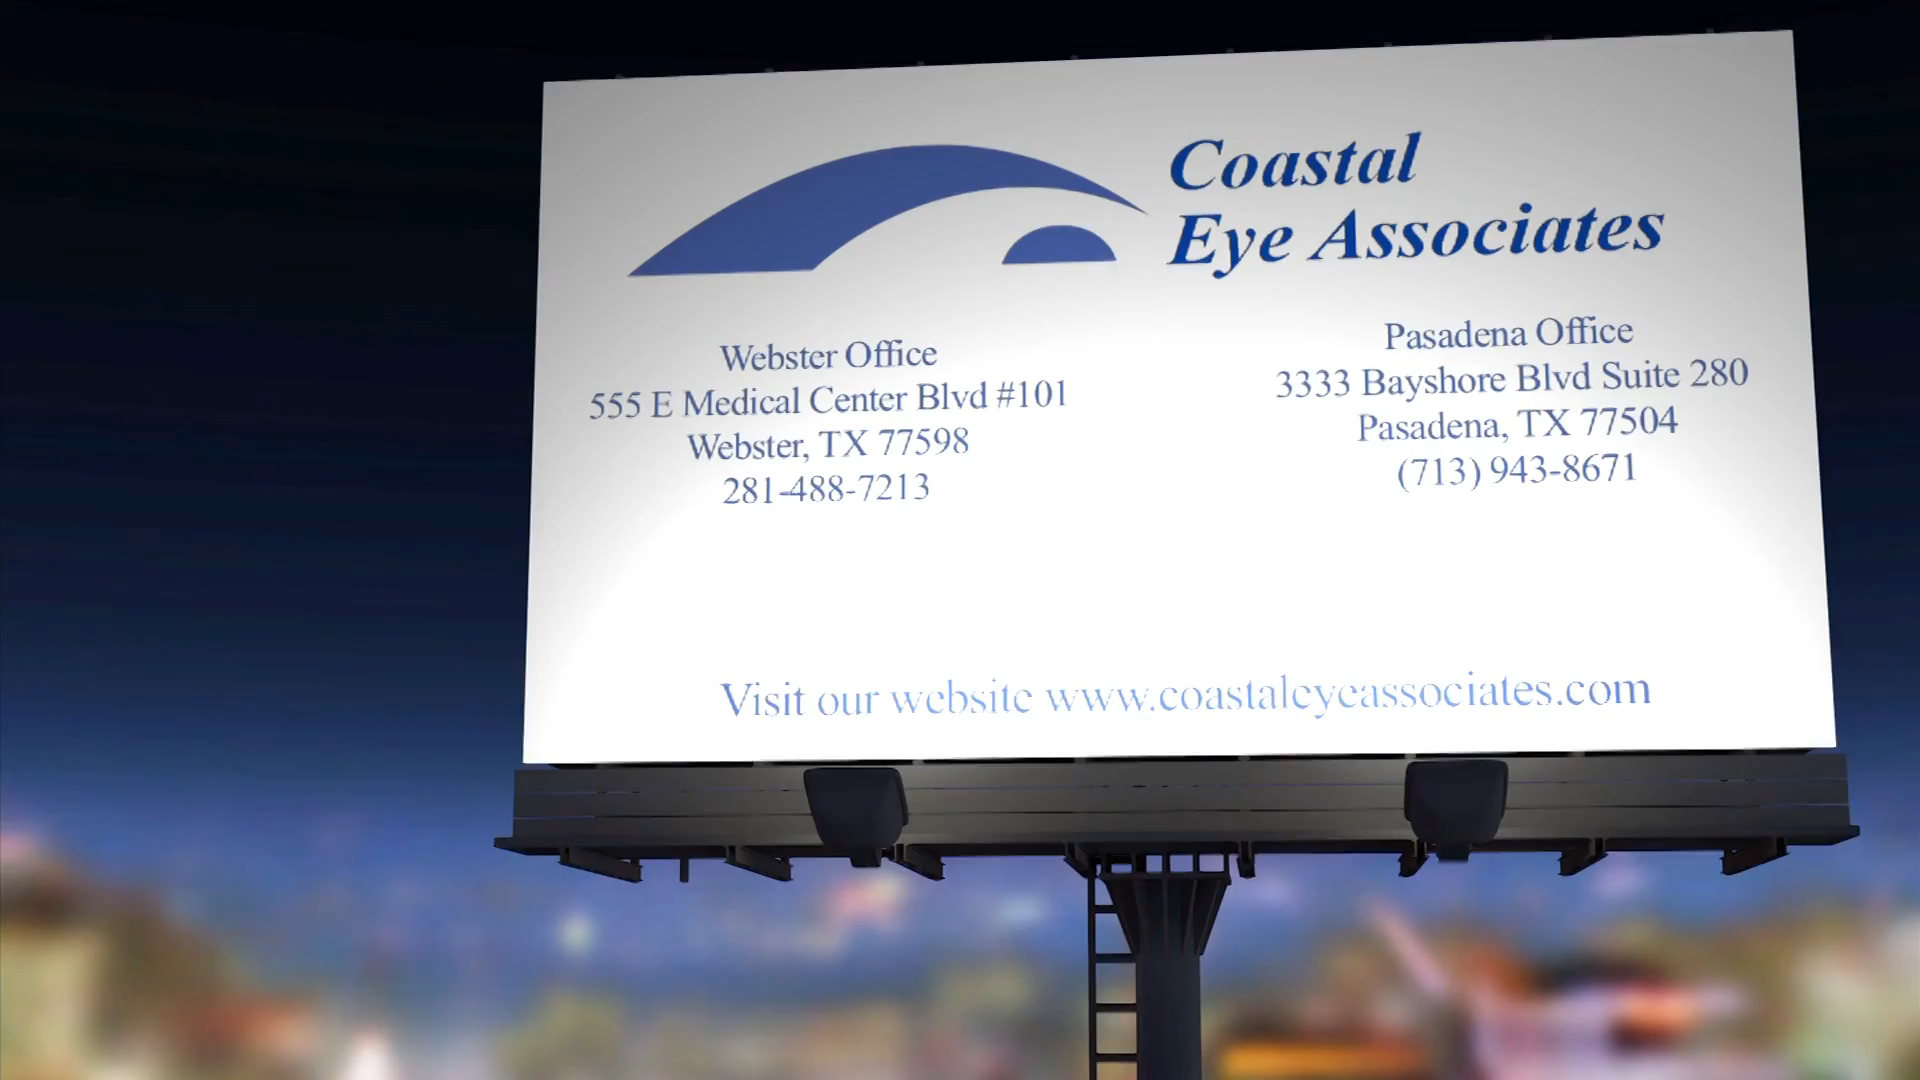 Coastal
Eye Associates
Webster Office
555 E Medical Center Blvd #101
Webster, TX 77598
281-488-7213
Pasadena Office
3333 Bayshore Blvd Suite 280
Pasadena, TX 77504
(713) 943-8671
Visit our website www.coastaleyeassociates.com